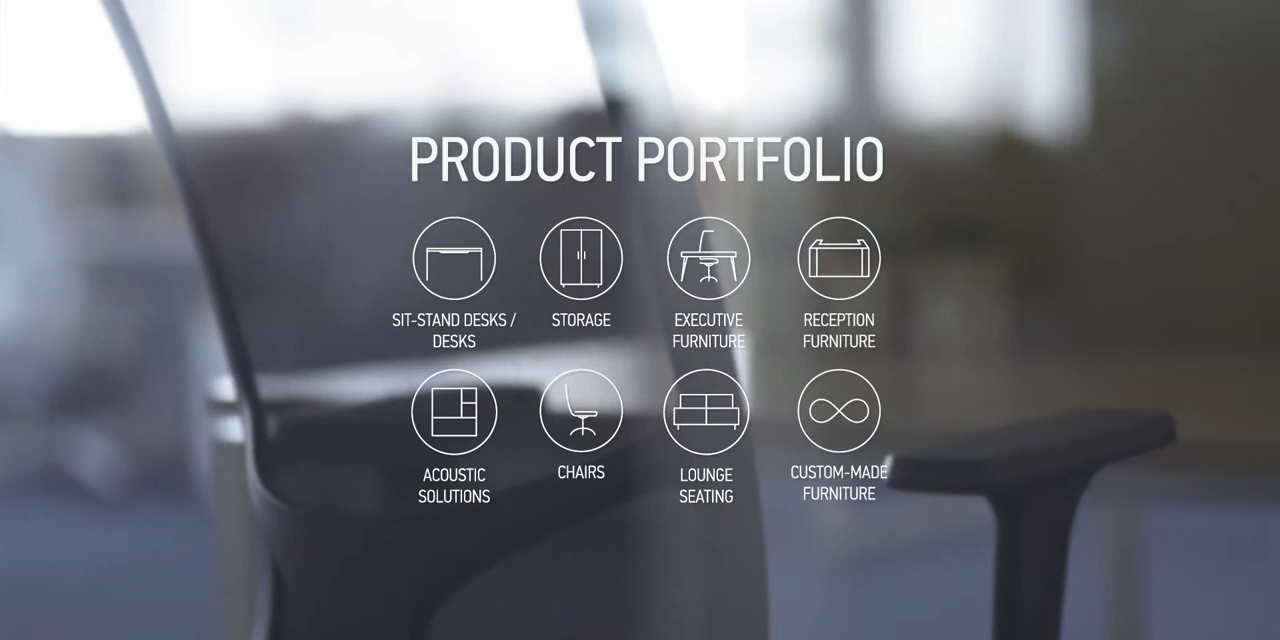 PRODUCT PORTFOLIO
SIT-STAND DESKS /
DESKS
STORAGE
EXECUTIVE
FURNITURE
RECEPTION
FURNITURE
ACOUSTIC
SOLUTIONS
CHAIRS
LOUNGE
SEATING
CUSTOM-MADE
FURNITURE